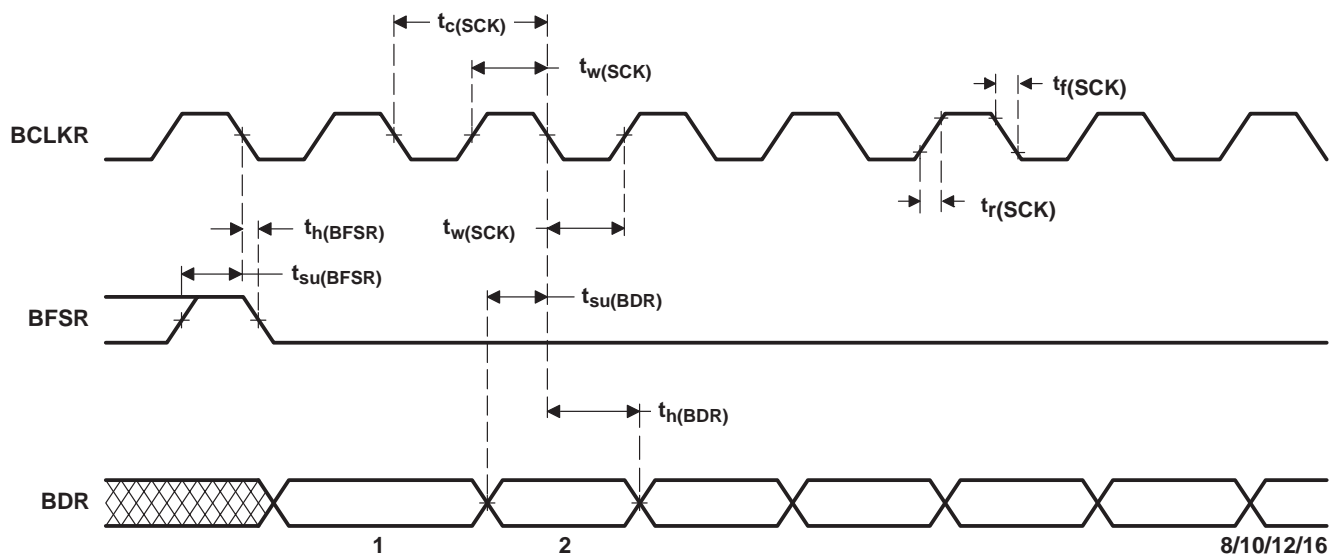 tc(SCK)
tw(SCK)
tf(SCK)
BCLKR
tr(SCK)
th(BFSR)
tw(SCK)
tsu(BFSR)
tsu(BDR)
BFSR
th(BDR)
BDR
1 2 8/10/12/16